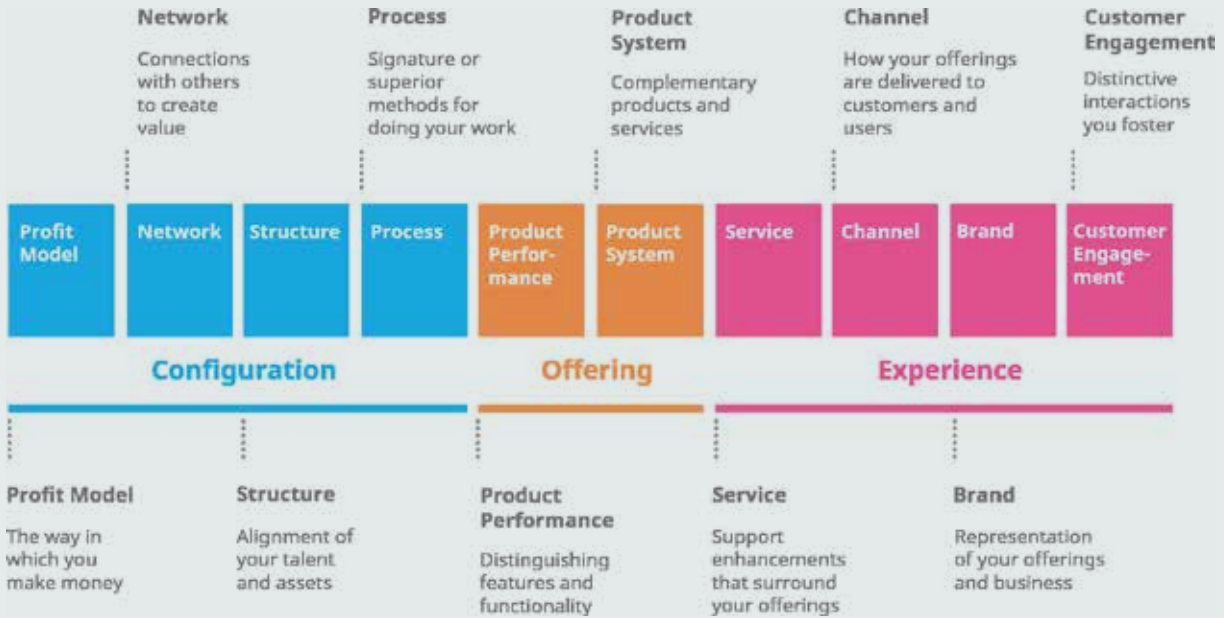 Network
Connections
with others
to create
value
Process
Signature or
superior
methods for
doing your work
Product
System
Complementary
products and
services
Channel
How your offerings
are delivered to
customers and
users
Customer
Engagement
Distinctive
interactions
you foster
Profit
Model
Network
Structure
Process
Product
Perfor-
mance
Product
System
Service
Channel
Brand
Customer
Engage-
ment
Configuration
Offering
Experience
Profit Model
The way in
which you
make money
Structure
Alignment of
your talent
and assets
Product
Performance
Distinguishing
features and
functionality
Service
Support
enhancements
that surround
your offerings
Brand
Representation
of your offerings
and business